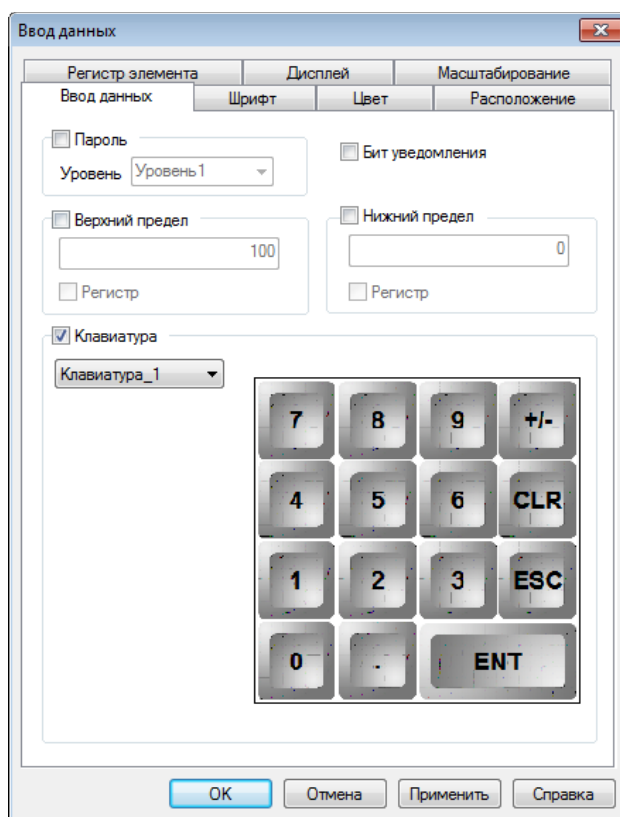 Ввод данных
Регистр элемента Дисплей Масштабирование
Ввод данных Шрифт Цвет Расположение
Пароль
Бит уведомления
Уровень Уровень1
Верхний предел Нижний предел
100 0
Регистр Регистр
Клавиатура
Клавиатура_1
7 8 9 +/-
4 5 6 CLR
1 2 3 ESC
0 . ENT
OK Отмена Применить Справка